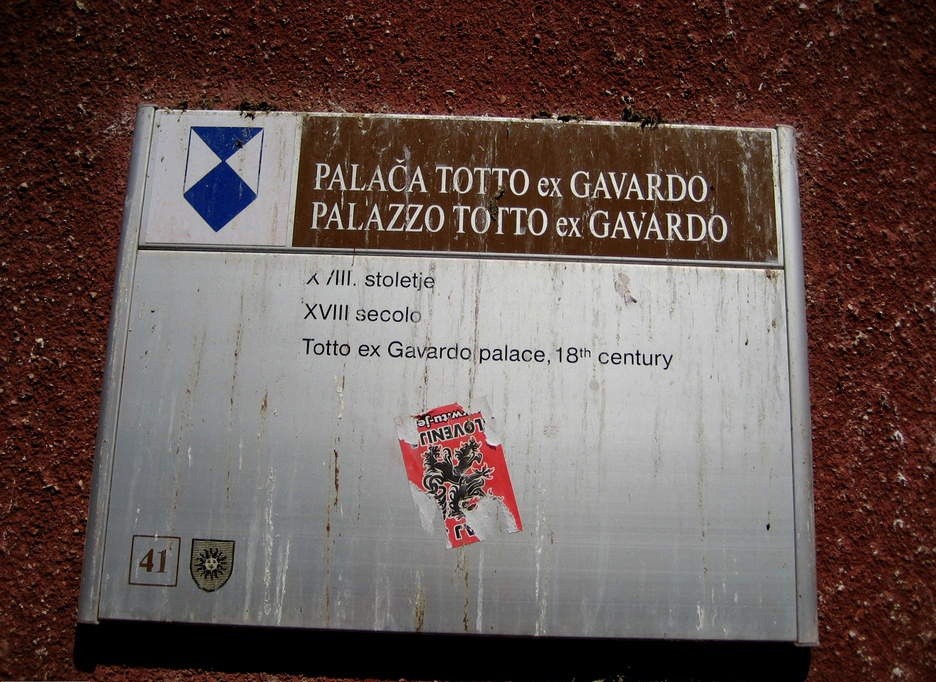 PALAČA TOTTO ex GAVARDO
PALAZZO TOTTO ex GAVARDO
XVIII. stoletje
XVIII secolo
Totto ex Gavardo palace, 18th century
41